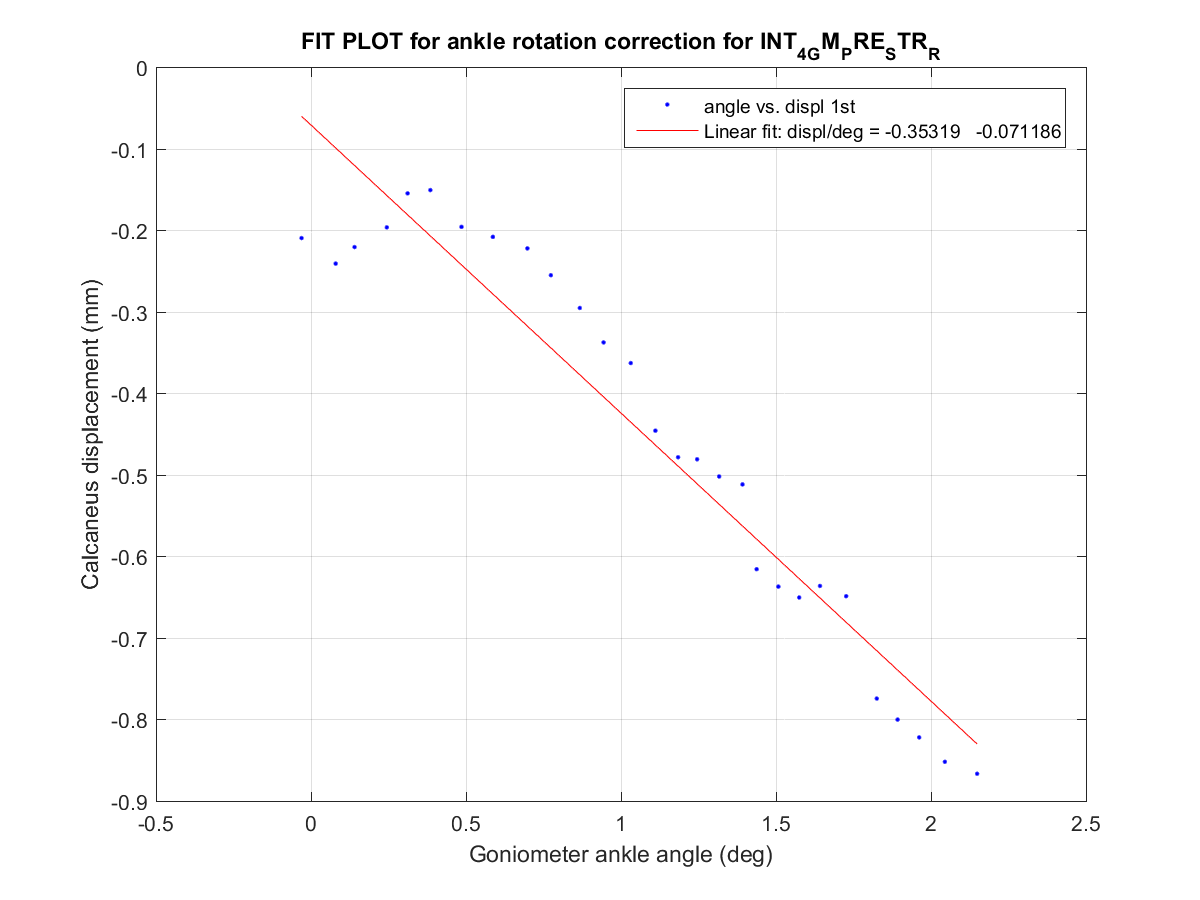 FIT PLOT for ankle rotation correction for INT4GMPRESTRR
angle vs. displ 1st
Linear fit: displ/deg = -0.35319 -0.071186
0
-0.1
-0.2
-0.3
-0.4
-0.5
-0.6
-0.7
-0.8
-0.9
Calcaneus displacement (mm)
-0.5 0 0.5 1 1.5 2 2.5
Goniometer ankle angle (deg)